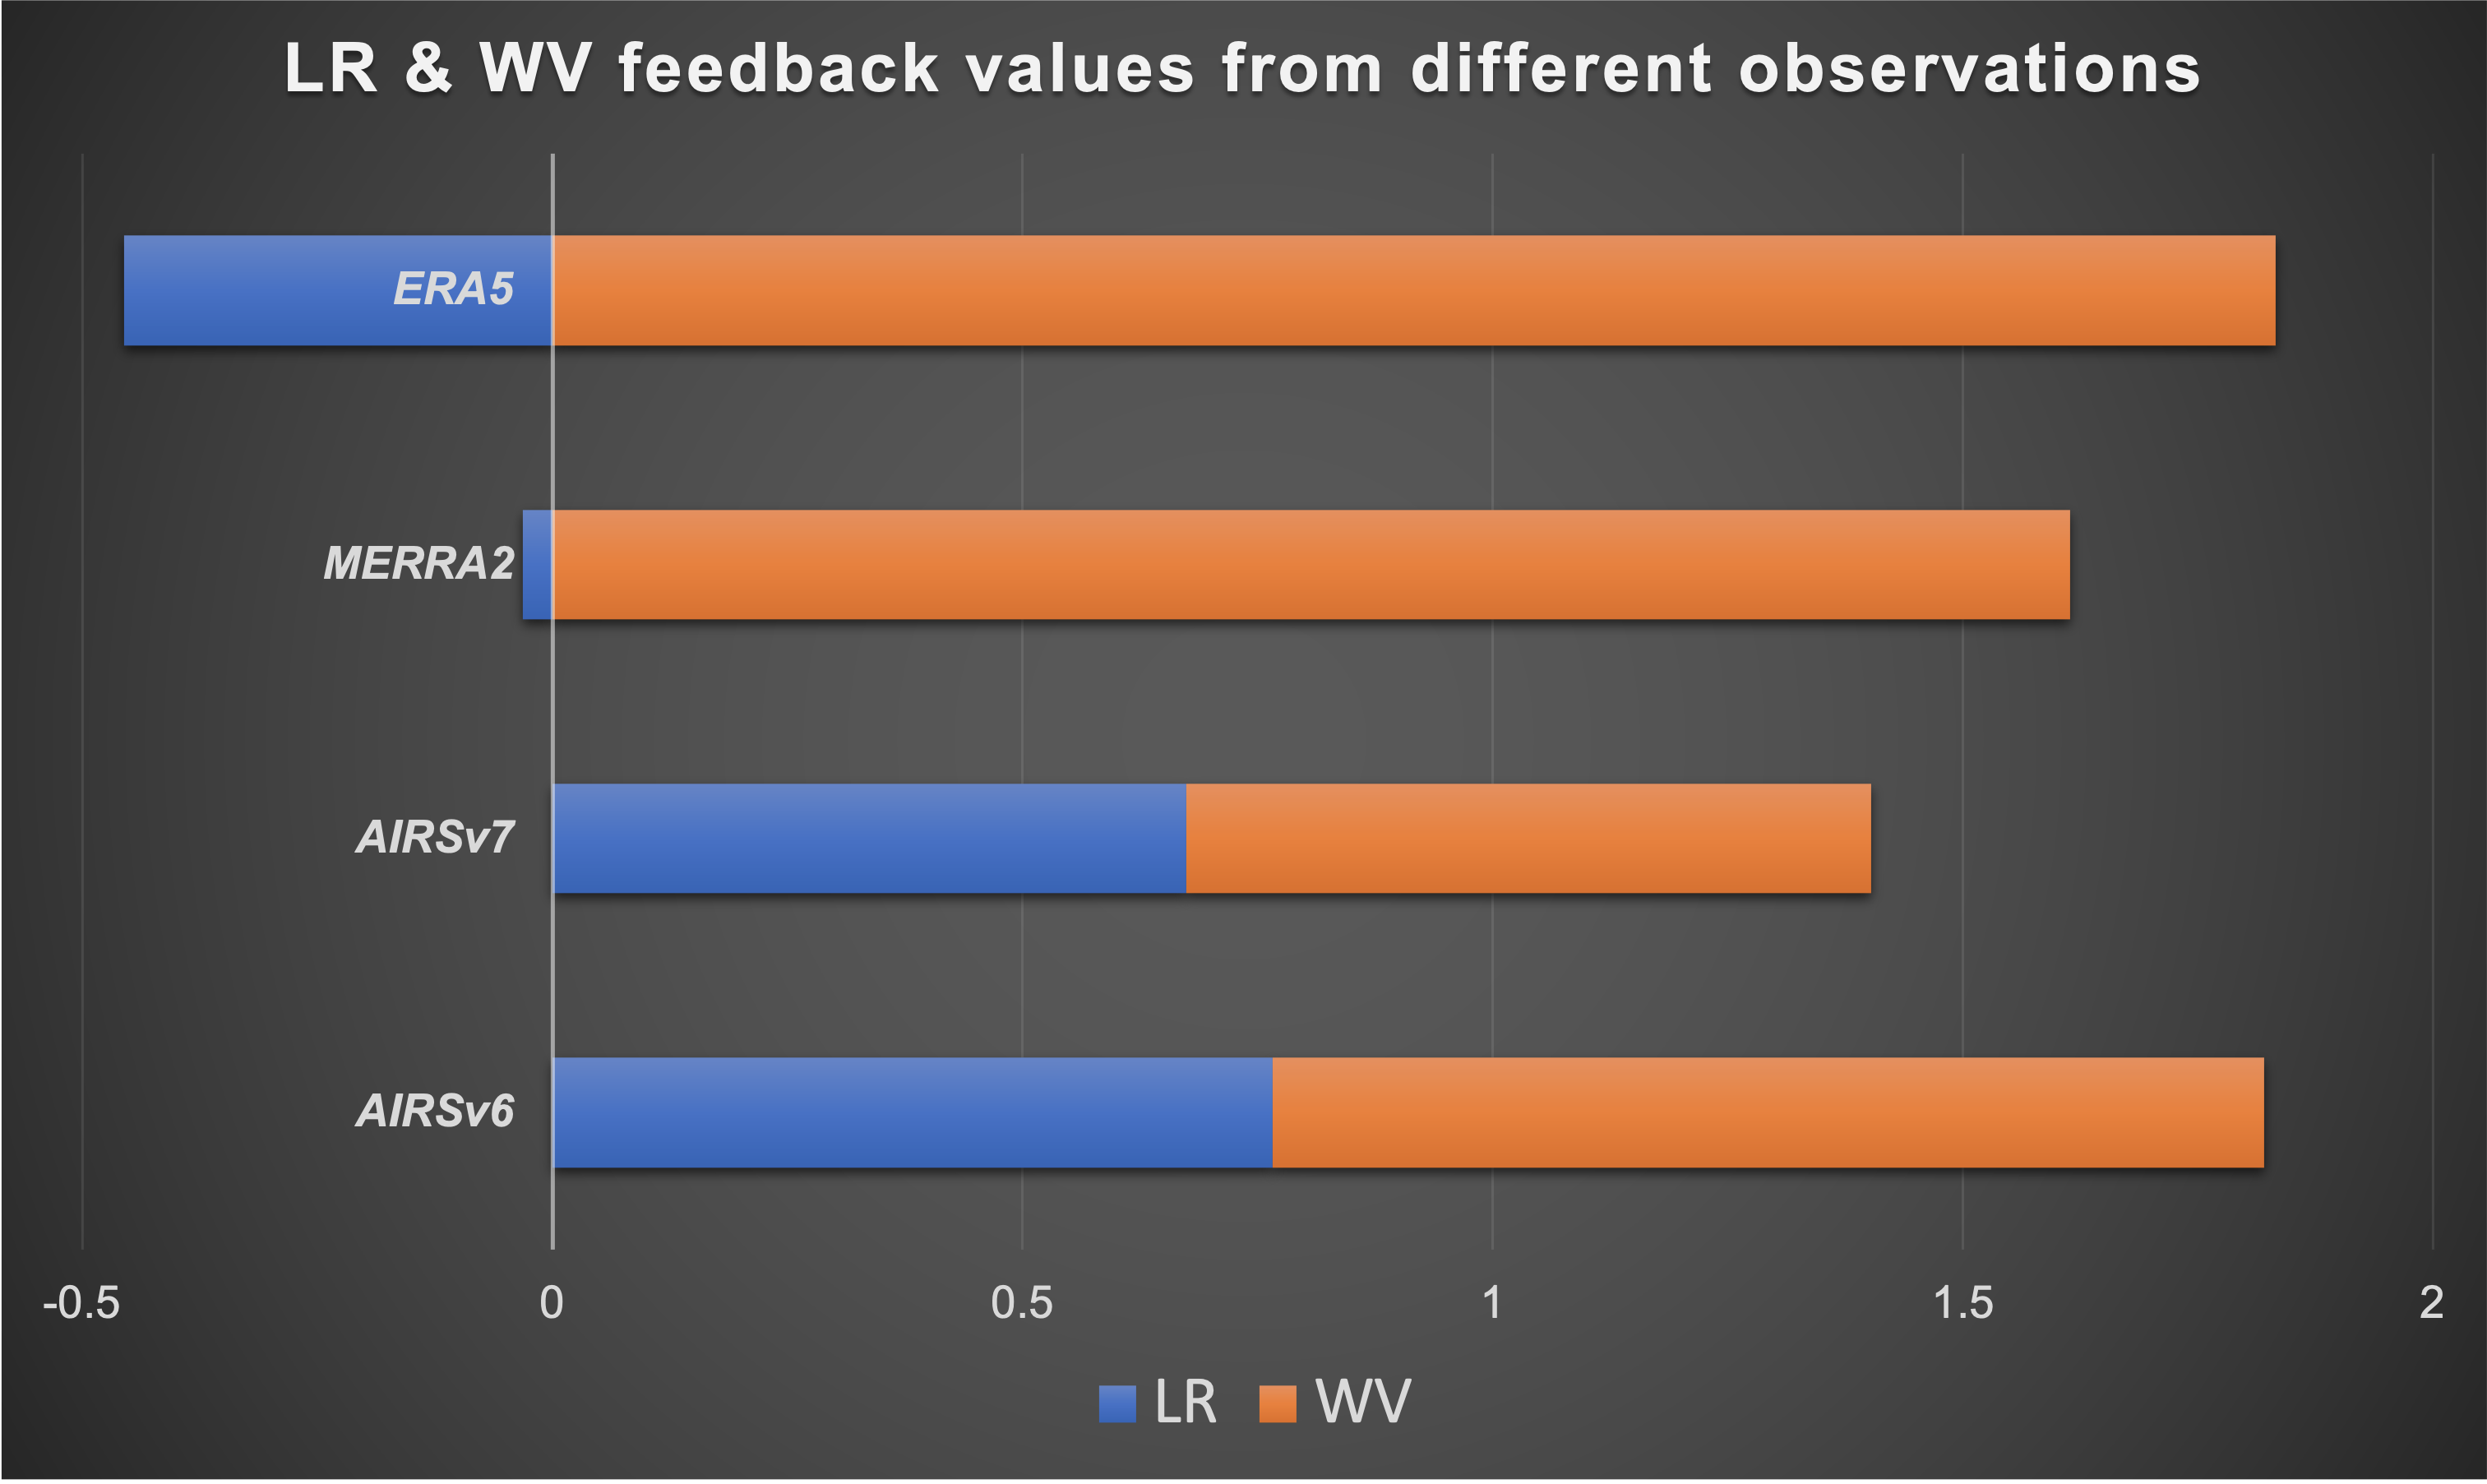 LR & WV feedback values from different observations
ERA5
MERRA2
AIRSv7
AIRSv6
-0.5 0 0.5 1 1.5 2
LR WV